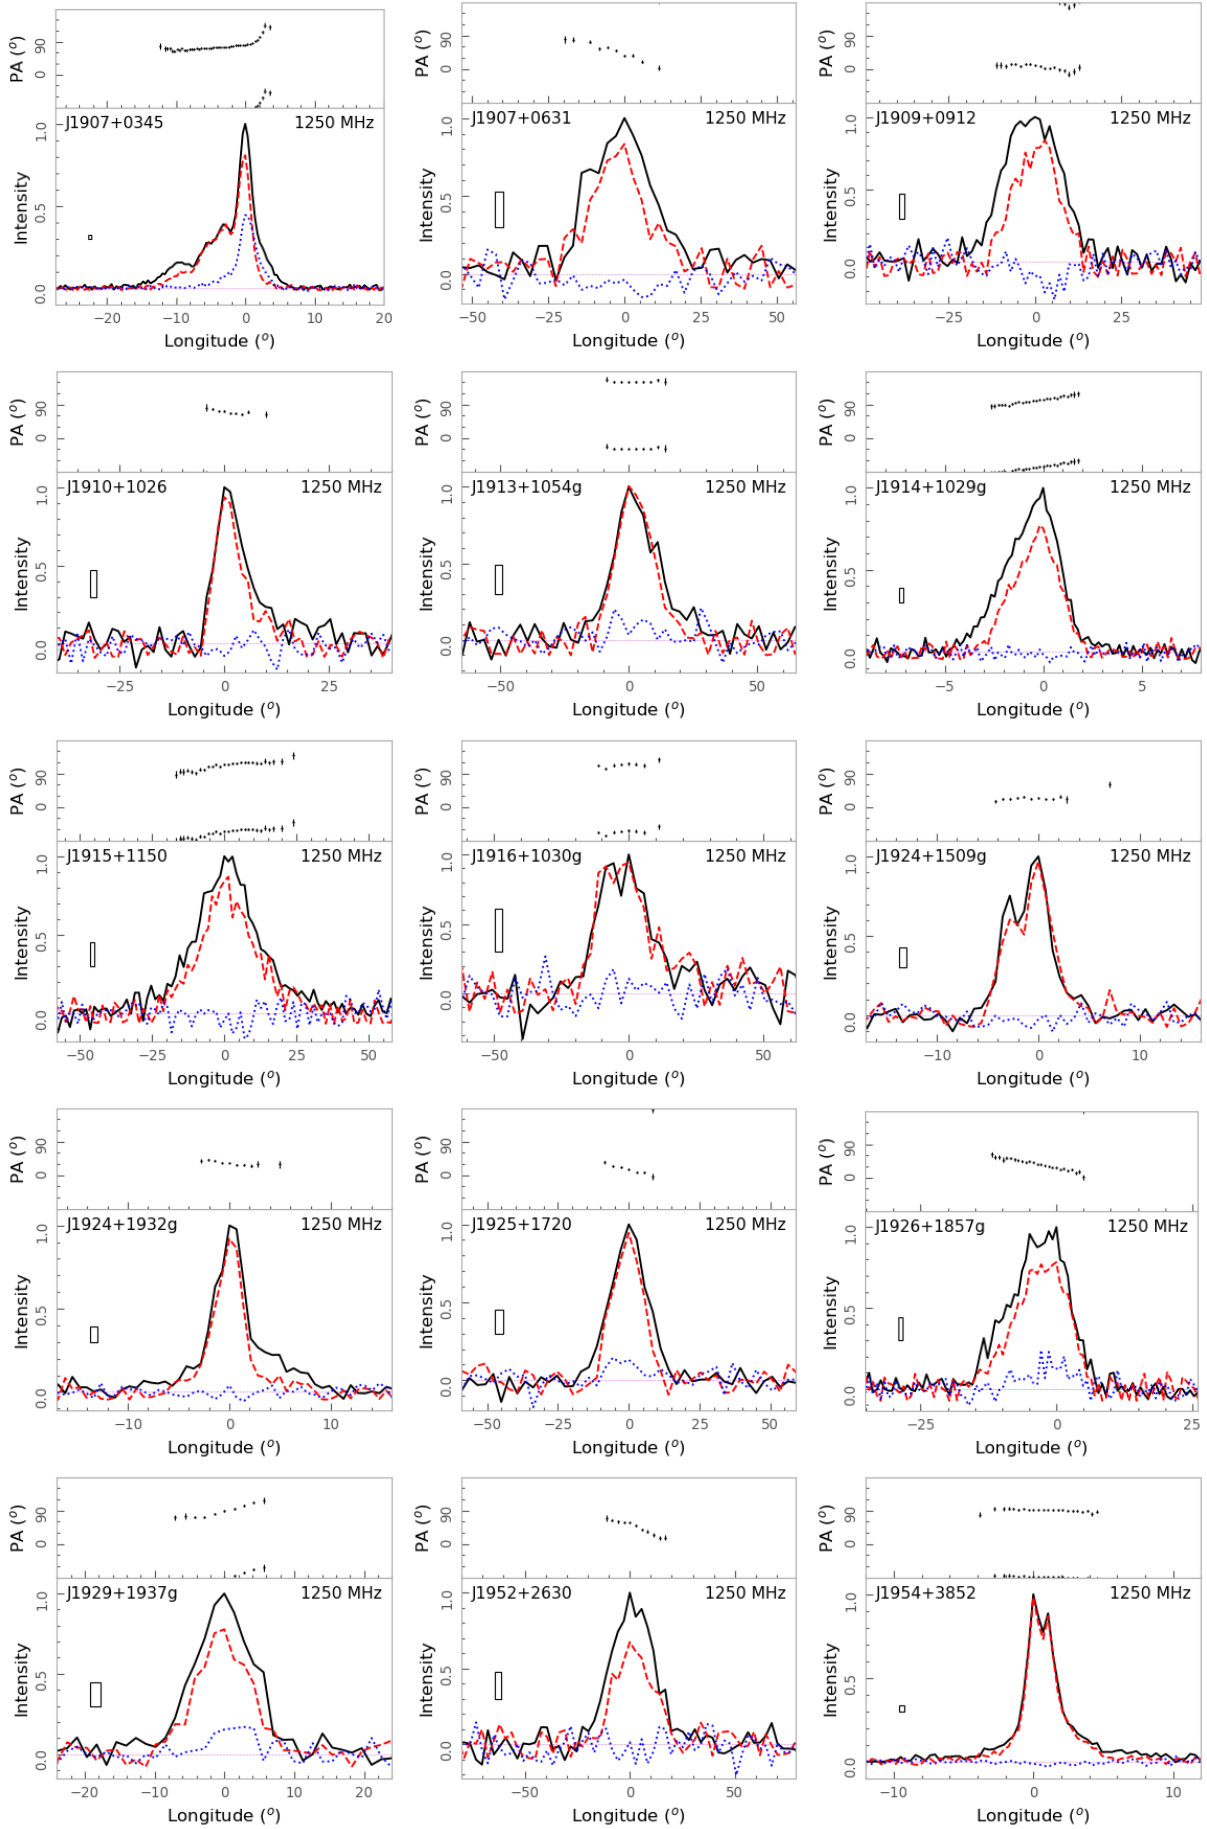 PA (°)
90
0
J1907+0345 1250 MHz
Intensity
1.0
0.5
0.0
−20 −10 0 10 20
Longitude (°)
PA (°)
90
0
J1907+0631 1250 MHz
Intensity
1.0
0.5
0.0
−50 −25 0 25 50
Longitude (°)
PA (°)
90
0
J1909+0912 1250 MHz
Intensity
1.0
0.5
0.0
−25 0 25
Longitude (°)
PA (°)
90
0
J1910+1026 1250 MHz
Intensity
1.0
0.5
0.0
−25 0 25
Longitude (°)
PA (°)
90
0
J1913+1054g 1250 MHz
Intensity
1.0
0.5
0.0
−50 0 50
Longitude (°)
PA (°)
90
0
J1914+1029g 1250 MHz
Intensity
1.0
0.5
0.0
−5 0 5
Longitude (°)
PA (°)
90
0
J1915+1150 1250 MHz
Intensity
1.0
0.5
0.0
−50 −25 0 25 50
Longitude (°)
PA (°)
90
0
J1916+1030g 1250 MHz
Intensity
1.0
0.5
0.0
−50 0 50
Longitude (°)
PA (°)
90
0
J1924+1509g 1250 MHz
Intensity
1.0
0.5
0.0
−10 0 10
Longitude (°)
PA (°)
90
0
J1924+1932g 1250 MHz
Intensity
1.0
0.5
0.0
−10 0 10
Longitude (°)
PA (°)
90
0
J1925+1720 1250 MHz
Intensity
1.0
0.5
0.0
−50 −25 0 25 50
Longitude (°)
PA (°)
90
0
J1926+1857g 1250 MHz
Intensity
1.0
0.5
0.0
−25 0 25
Longitude (°)
PA (°)
90
0
J1929+1937g 1250 MHz
Intensity
1.0
0.5
0.0
−20 −10 0 10 20
Longitude (°)
PA (°)
90
0
J1952+2630 1250 MHz
Intensity
1.0
0.5
0.0
−50 0 50
Longitude (°)
PA (°)
90
0
J1954+3852 1250 MHz
Intensity
1.0
0.5
0.0
−10 0 10
Longitude (°)